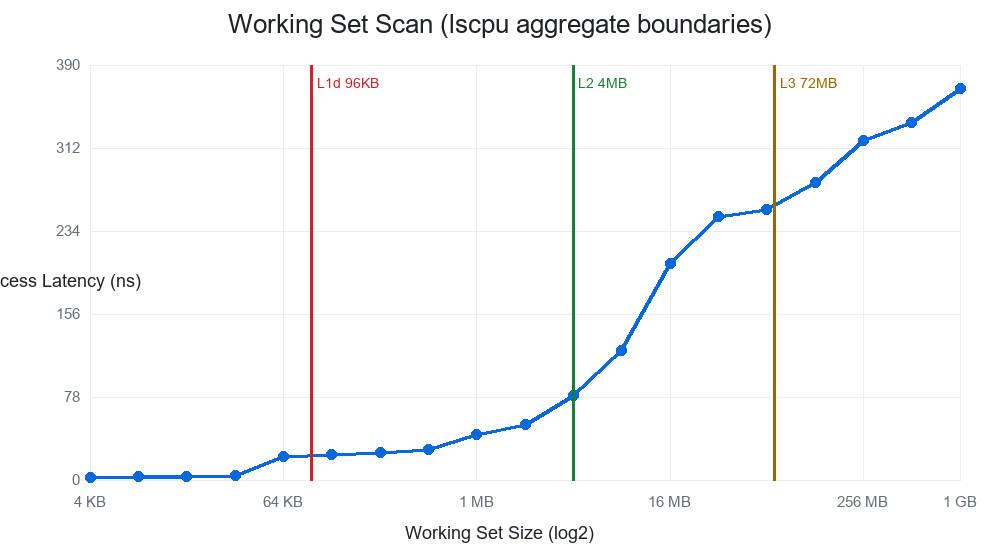 Working Set Scan (lscpu aggregate boundaries)
390
L1d 96KB
L2 4MB
L3 72MB
312
234
cess Latency (ns)
156
78
0
4 KB
64 KB
1 MB
16 MB
256 MB
1 GB
Working Set Size (log2)